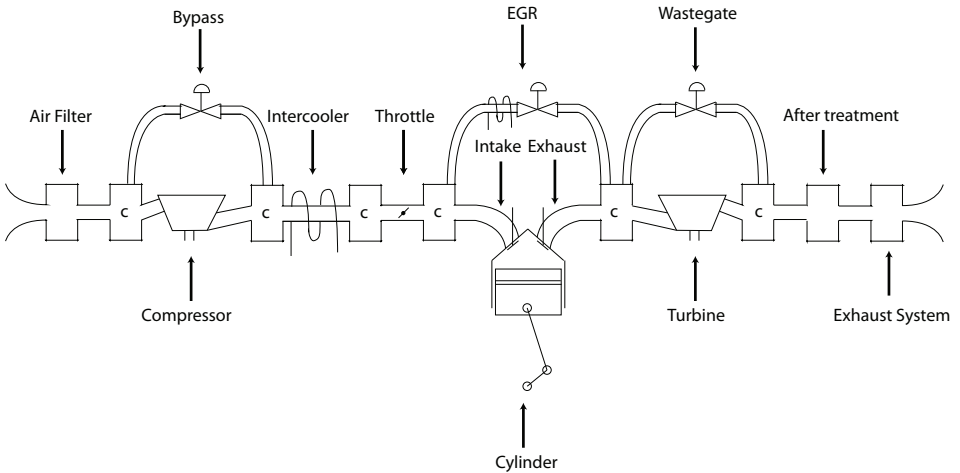 Bypass
EGR
Wastegate
Air Filter
Intercooler
Throttle
Intake
Exhaust
After treatment
C
C
C
C
C
C
Compressor
Turbine
Exhaust System
Cylinder